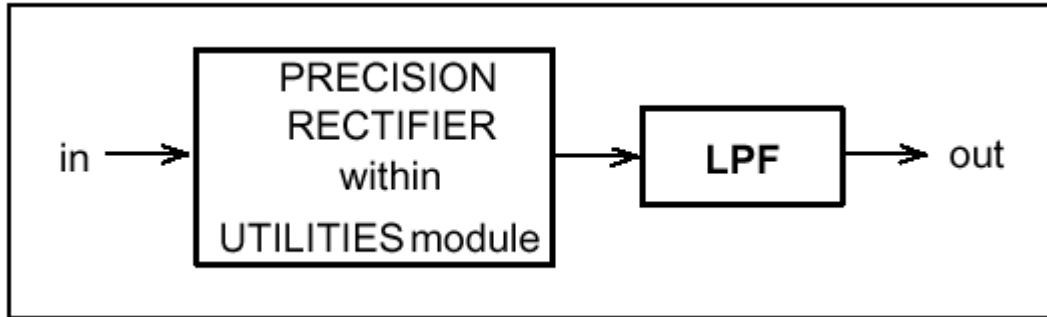 in
PRECISION
RECTIFIER
within
UTILITIES module
LPF
out